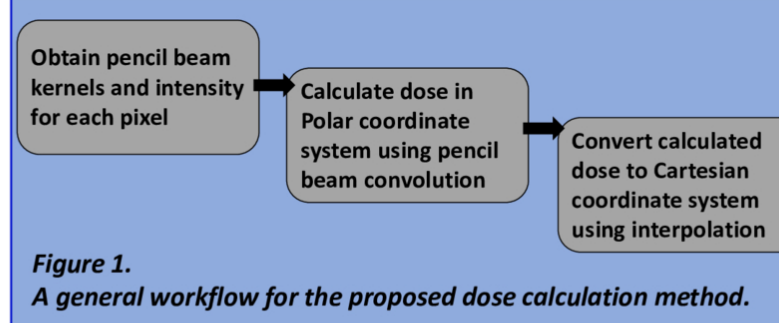 Obtain pencil beam
kernels and intensity
for each pixel
Calculate dose in
Polar coordinate
system using pencil
beam convolution
Convert calculated
dose to Cartesian
coordinate system
using interpolation
Figure 1.
A general workflow for the proposed dose calculation method.